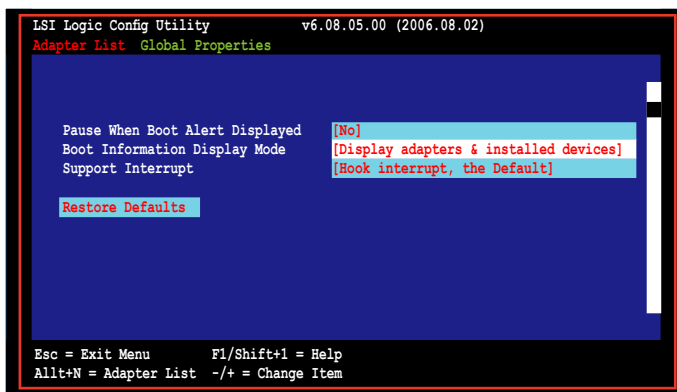 LSI Logic Config Utility v6.08.05.00 (2006.08.02)
Adapter List Global Properties
Pause When Boot Alert Displayed [No]
Boot Information Display Mode [Display adapters & installed devices]
Support Interrupt [Hook interrupt, the Default]
Restore Defaults
Esc = Exit Menu F1/Shift+1 = Help
Allt+N = Adapter List -/+ = Change Item